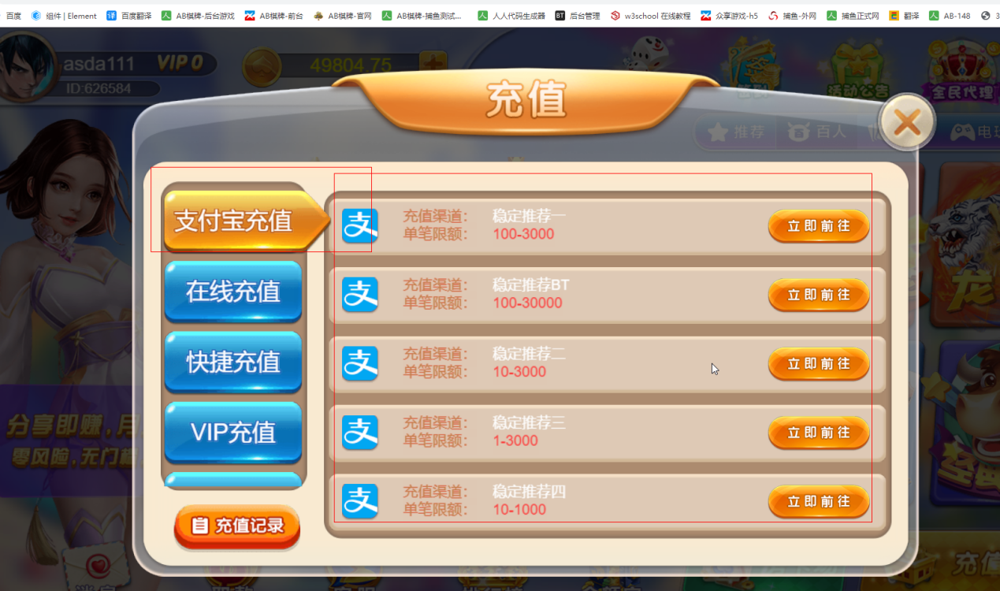 百度
组件 | Element
百度翻译
AB棋牌-后台游戏
AB棋牌-前台
AB棋牌-官网
AB棋牌-捕鱼测试...
人人代码生成器
后台管理
w3school 在线教程
众享游戏-h5
捕鱼-外网
捕鱼正式网
翻译
AB-148
asda111 VIP 0
49804.75
ID:626584
活动公告
全民代理
充值
推荐
百人
支付宝充值
在线充值
快捷充值
VIP充值
充值记录
充值渠道： 稳定推荐一
单笔限额： 100-3000
立即前往
充值渠道： 稳定推荐BT
单笔限额： 100-30000
立即前往
充值渠道： 稳定推荐二
单笔限额： 10-3000
立即前往
充值渠道： 稳定推荐三
单笔限额： 1-3000
立即前往
充值渠道： 稳定推荐四
单笔限额： 10-1000
立即前往
分享即赚,月
零风险,无门槛
龙
充值